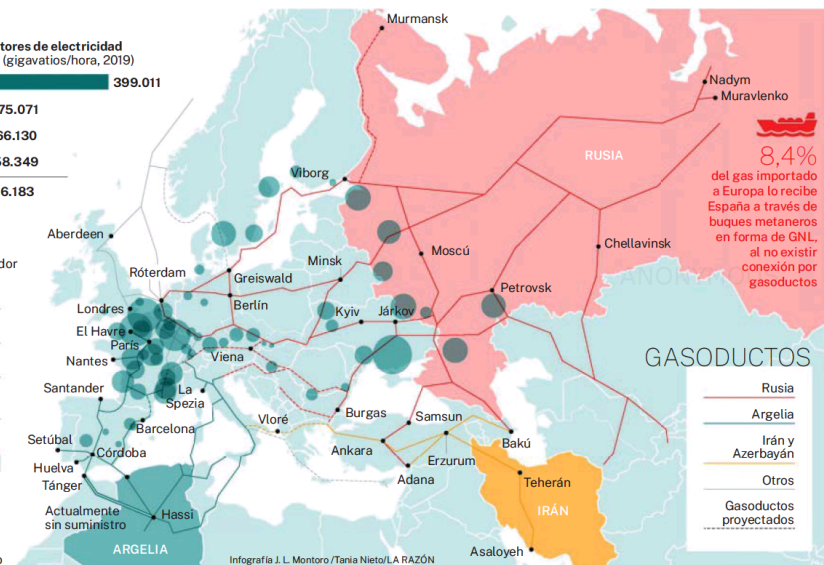 tores de electricidad
(gigavatios/hora, 2019)
399.011
75.071
66.130
58.349
6.183
dor
Murmansk
Nadym
Muravlenko
RUSIA
8,4%
del gas importado
a Europa lo recibe
España a través de
buques metaneros
en forma de GNL,
al no existir
conexión por
gasoductos
Viborg
Aberdeen
Moscú
Chellavinsk
Minsk
Róterdam
Greiswald
Petrovsk
Londres
Berlín
Kyiv
Járkov
El Havre
París
Nantes
Viena
Santander
La
Spezia
Vloré
Burgas
Samsun
Barcelona
Setúbal
Córdoba
Ankara
Bakú
Huelva
Erzurum
Tánger
Adana
Teherán
Actualmente
sin suministro
Hassi
IRÁN
ARGELIA
Asaloyeh
GASODUCTOS
Rusia
Argelia
Irán y
Azerbayán
Otros
Gasoductos
proyectados
Infografía J. L. Montoro /Tania Nieto/LA RAZÓN